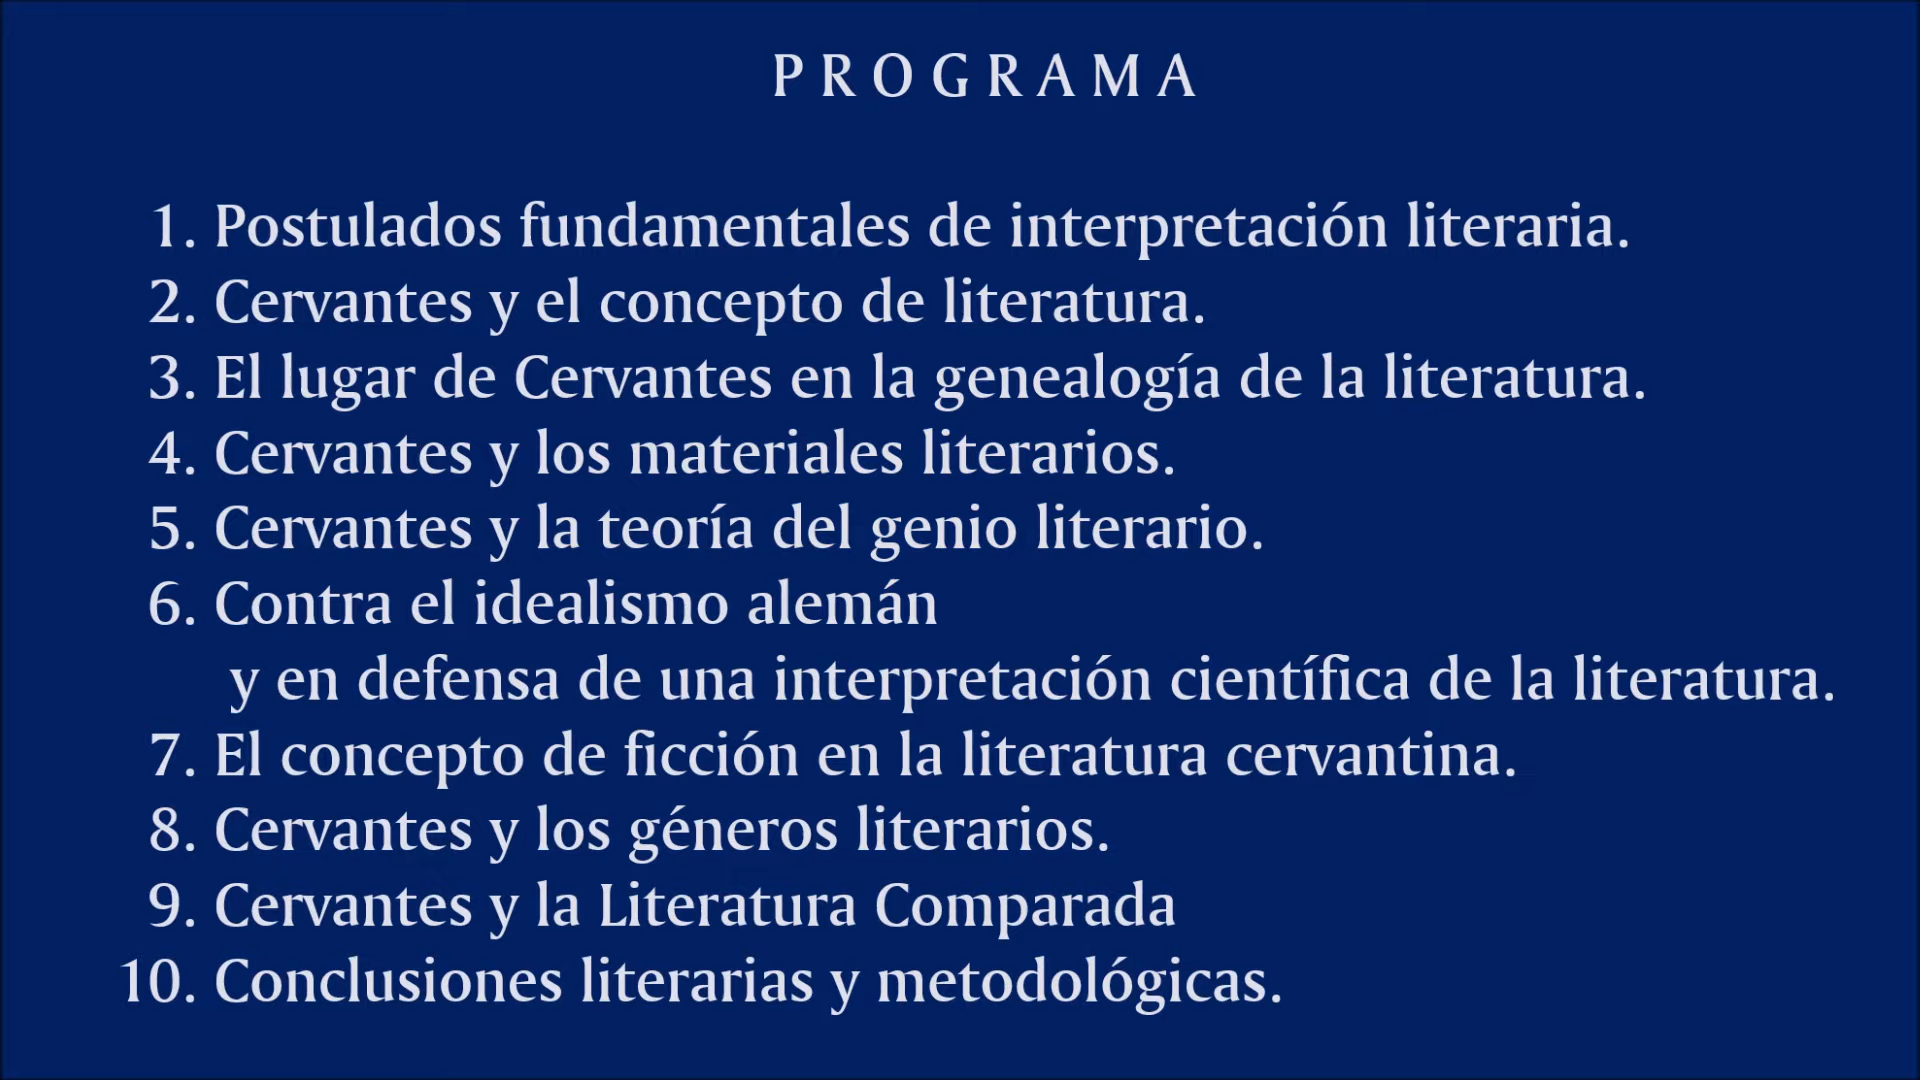 PROGRAMA
1. Postulados fundamentales de interpretación literaria.
2. Cervantes y el concepto de literatura.
3. El lugar de Cervantes en la genealogía de la literatura.
4. Cervantes y los materiales literarios.
5. Cervantes y la teoría del genio literario.
6. Contra el idealismo alemán
y en defensa de una interpretación científica de la literatura.
7. El concepto de ficción en la literatura cervantina.
8. Cervantes y los géneros literarios.
9. Cervantes y la Literatura Comparada
10. Conclusiones literarias y metodológicas.